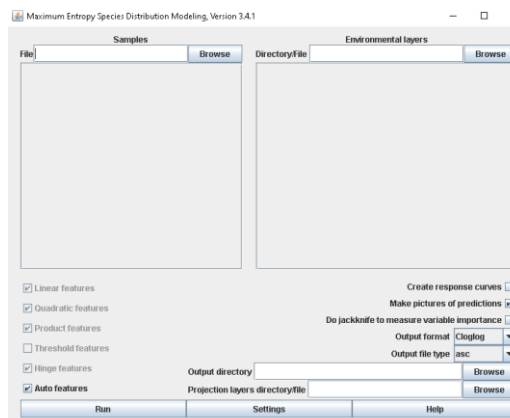 Maximum Entropy Species Distribution Modeling, Version 3.4.1
Samples
File Browse
Environmental layers
Directory/File Browse
Linear features
Quadratic features
Product features
Threshold features
Hinge features
Auto features
Create response curves
Make pictures of predictions
Do jackknife to measure variable importance
Output format Cloglog
Output file type asc
Output directory Browse
Projection layers directory/file Browse
Run Settings Help